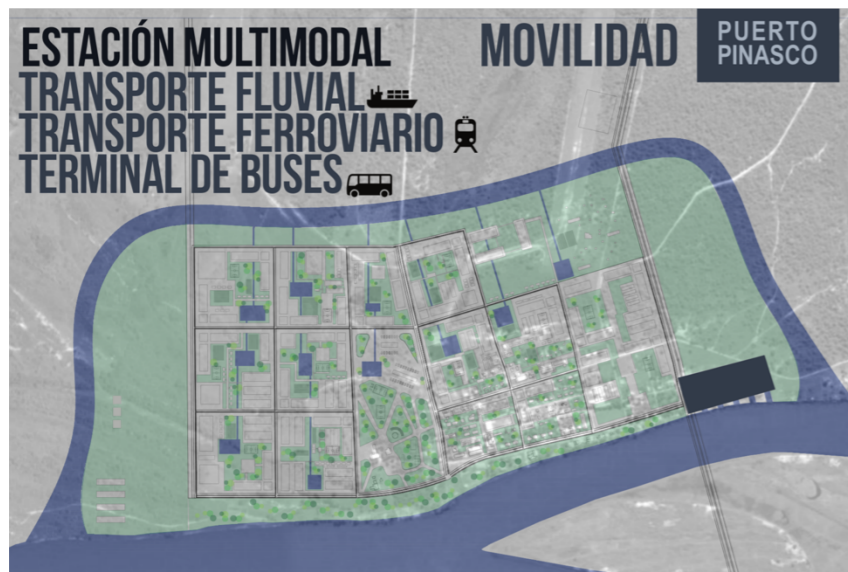 ESTACIÓN MULTIMODAL
TRANSPORTE FLUVIAL
TRANSPORTE FERROVIARIO
TERMINAL DE BUSES
MOVILIDAD
PUERTO
PINASCO